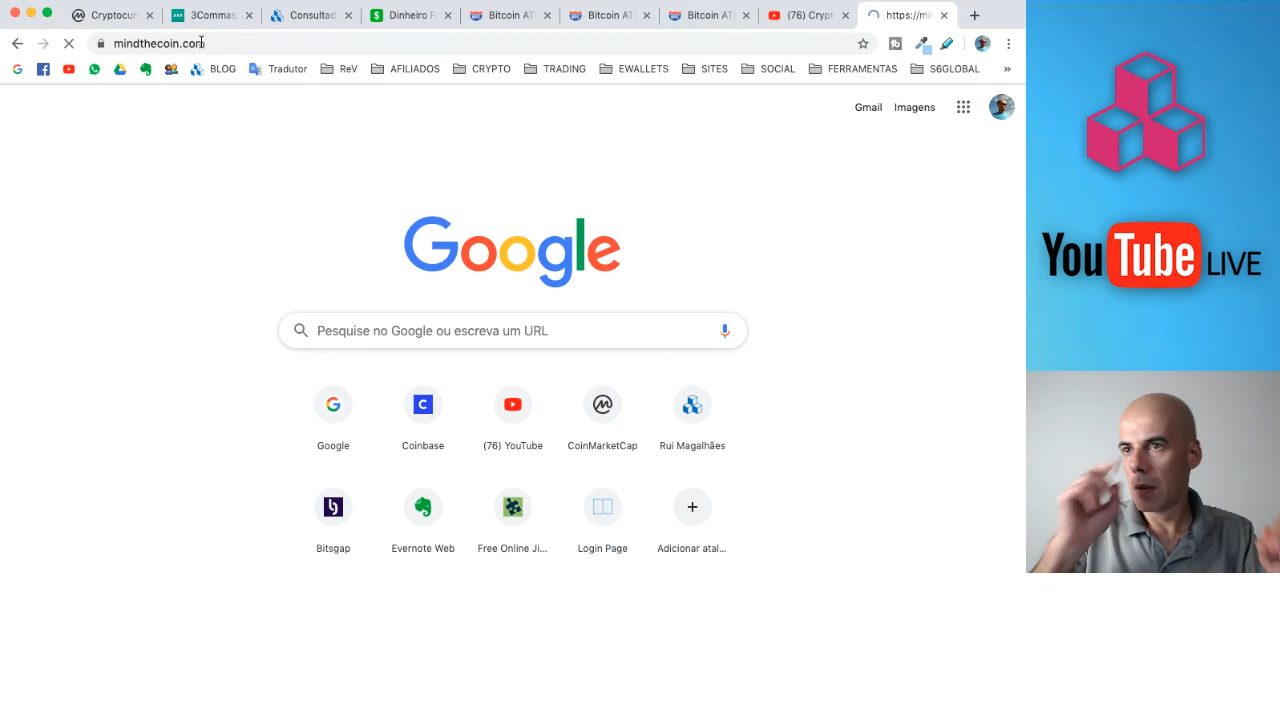 Cryptocur
3Commas
Consultad
Dinheiro F
Bitcoin AT
Bitcoin AT
Bitcoin AT
(76) Crypt
https://mi
mindthecoin.com
BLOG
Tradutor
ReV
AFILIADOS
CRYPTO
TRADING
EWALLETS
SITES
SOCIAL
FERRAMENTAS
S6GLOBAL
»
Gmail
Imagens
Google
Pesquise no Google ou escreva um URL
Google
Coinbase
(76) YouTube
CoinMarketCap
Rui Magalhães
Bitsgap
Evernote Web
Free Online Ji...
Login Page
Adicionar atal...
YouTube LIVE